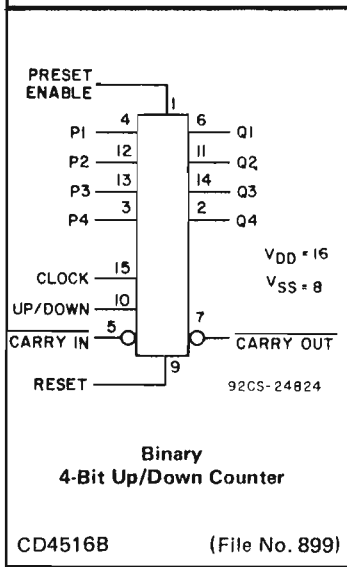 PRESET
ENABLE
1
P1 4 6 Q1
P2 12 11 Q2
P3 13 14 Q3
P4 3 2 Q4
VDD = 16
VSS = 8
CLOCK 15
UP/DOWN 10
CARRY IN 5 7 CARRY OUT
RESET 9
92CS-24824
Binary
4-Bit Up/Down Counter
CD4516B (File No. 899)